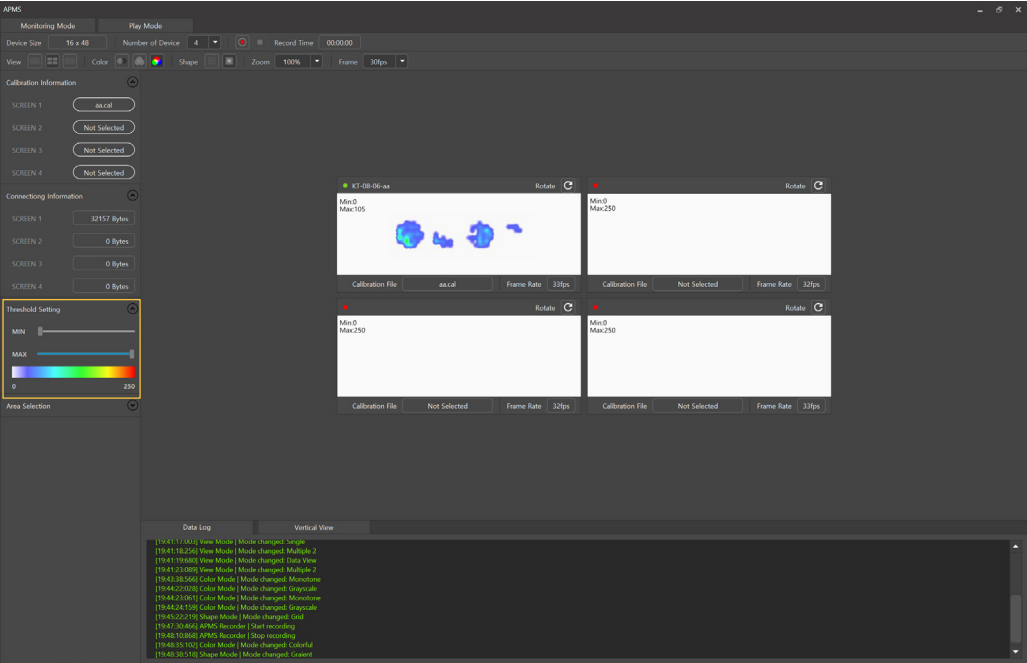 APMS
Monitoring Mode Play Mode
Device Size 16 x 48 Number of Device 4 Record Time 00:00:00
View Color Shape Zoom 100% Frame 30fps
Calibration Information
SCREEN 1 aa.cal
SCREEN 2 Not Selected
SCREEN 3 Not Selected
SCREEN 4 Not Selected
Connectiong Information
SCREEN 1 32157 Bytes
SCREEN 2 0 Bytes
SCREEN 3 0 Bytes
SCREEN 4 0 Bytes
Threshold Setting
MIN
MAX
0 250
Area Selection
KT-08-06-aa Rotate
Min:0
Max:105
Calibration File aa.cal Frame Rate 33fps
Rotate
Min:0
Max:250
Calibration File Not Selected Frame Rate 32fps
Rotate
Min:0
Max:250
Calibration File Not Selected Frame Rate 32fps
Rotate
Min:0
Max:250
Calibration File Not Selected Frame Rate 33fps
Data Log Vertical View
[19:41:17:003] View Mode | Mode changed: Single
[19:41:18:256] View Mode | Mode changed: Multiple 2
[19:41:19:680] View Mode | Mode changed: Data View
[19:41:23:089] View Mode | Mode changed: Multiple 2
[19:43:38:566] Color Mode | Mode changed: Monotone
[19:44:22:028] Color Mode | Mode changed: Grayscale
[19:44:23:061] Color Mode | Mode changed: Monotone
[19:44:24:159] Color Mode | Mode changed: Grayscale
[19:45:22:219] Shape Mode | Mode changed: Grid
[19:47:30:466] APMS Recorder | Start recording
[19:48:10:868] APMS Recorder | Stop recording
[19:48:35:102] Color Mode | Mode changed: Colorful
[19:48:38:518] Shape Mode | Mode changed: Graient